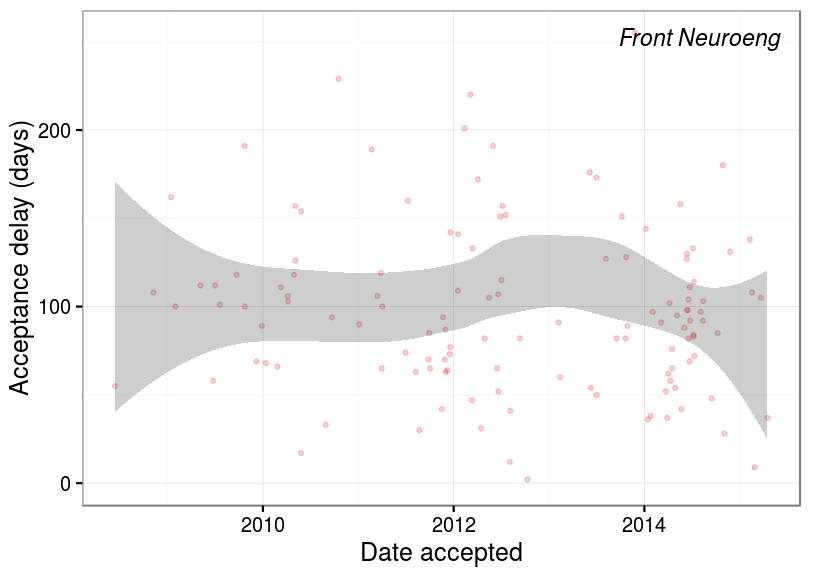 Front Neuroeng
Acceptance delay (days)
200
100
0
2010 2012 2014
Date accepted